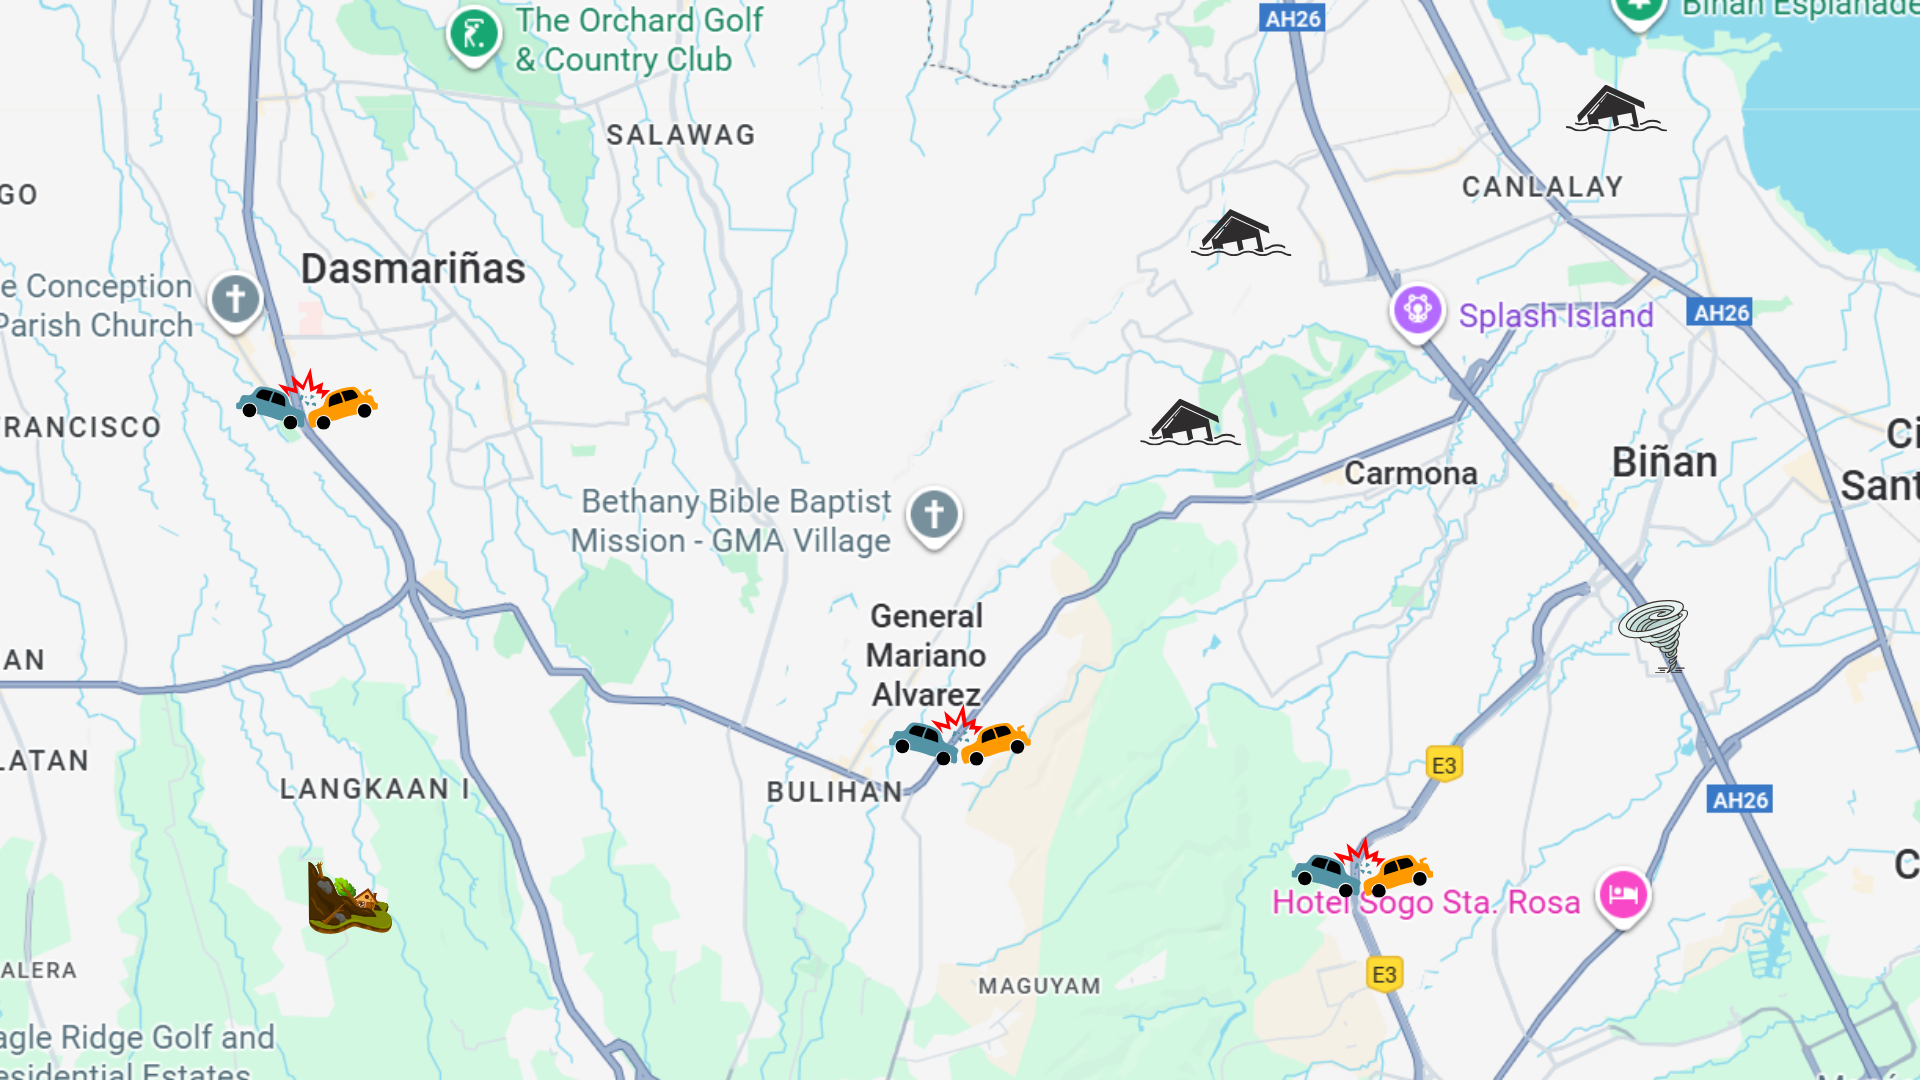 The Orchard Golf
& Country Club
AH26
SALAWAG
CANLALAY
GO
Dasmariñas
e Conception
Parish Church
Splash Island
AH26
RANCISCO
Ci
Biñan
Carmona
Sant
Bethany Bible Baptist
Mission - GMA Village
General
Mariano
Alvarez
AN
LATAN
E3
LANGKAAN I
BULIHAN
AH26
C
Hotel Sogo Sta. Rosa
ALERA
E3
MAGUYAM
agle Ridge Golf and
esidential Estates